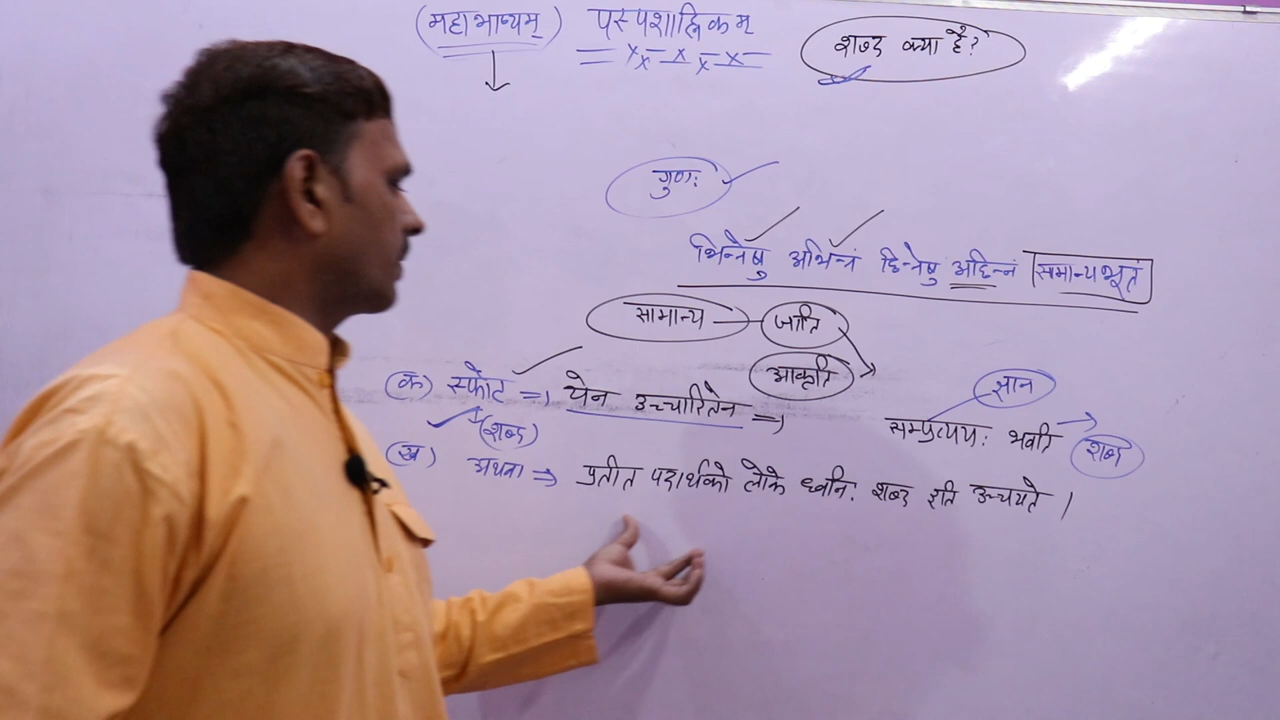 (महाभाष्यम्) पस्पशाह्निकम् शब्द क्या है?
गुणः
भिन्नेषु अभिन्नं छिन्नेषु अछिन्नं सामान्यभूतं
सामान्य जाति
आकृति
(क) स्फोट => येन उच्चारितेन => सम्प्रत्ययः भवति शब्द
ज्ञान
(शब्द)
(ख) अथवा => प्रतीत पदार्थको लोके ध्वनिः शब्द इति उच्यते ।